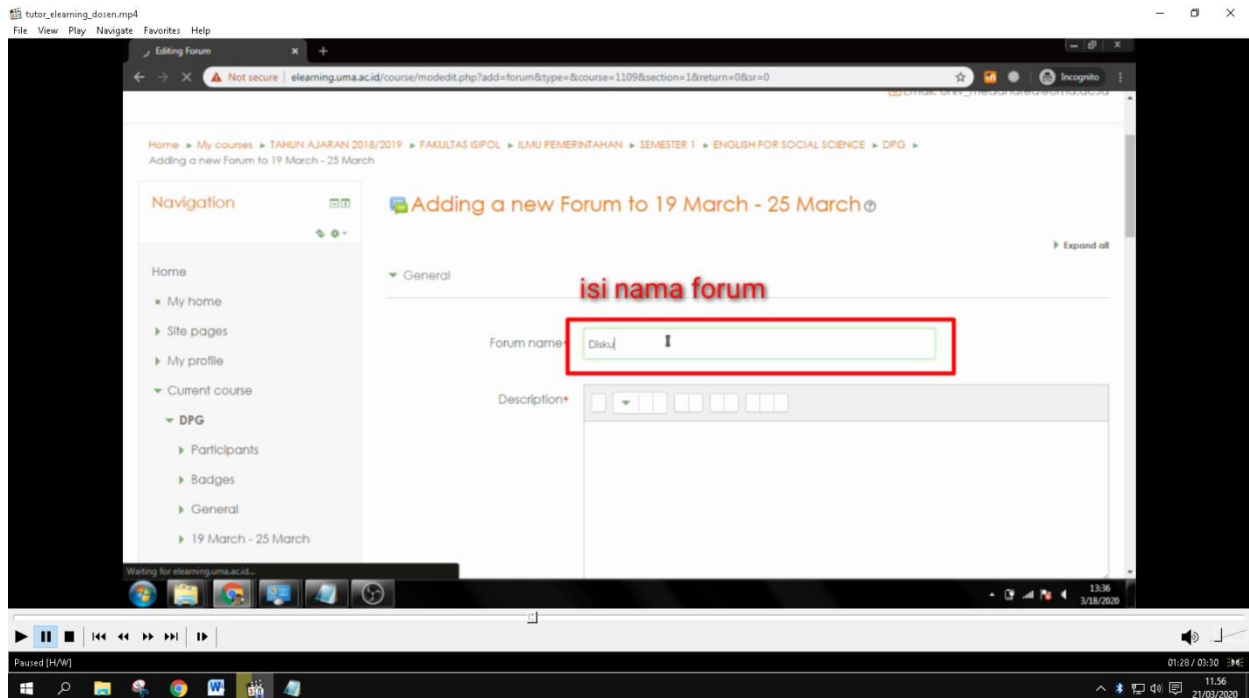 tutor_elearning_dosen.mp4
File View Play Navigate Favorites Help
Editing Forum
Not secure elearning.uma.ac.id/course/modedit.php?add=forum&type=&course=1109&section=1&return=0&sr=0
Incognito
Home ► My courses ► TAHUN AJARAN 2018/2019 ► FAKULTAS ISIPOL ► ILMU PEMERINTAHAN ► SEMESTER 1 ► ENGLISH FOR SOCIAL SCIENCE ► DPG ►
Adding a new Forum to 19 March - 25 March
Navigation
Adding a new Forum to 19 March - 25 March
Expand all
Home
General
isi nama forum
My home
Site pages
Forum name*
Disku
My profile
Current course
Description*
DPG
Participants
Badges
General
19 March - 25 March
Waiting for elearning.uma.ac.id...
13:36
3/18/2020
Paused [H/W]
01:28 / 03:30
11.56
21/03/2020